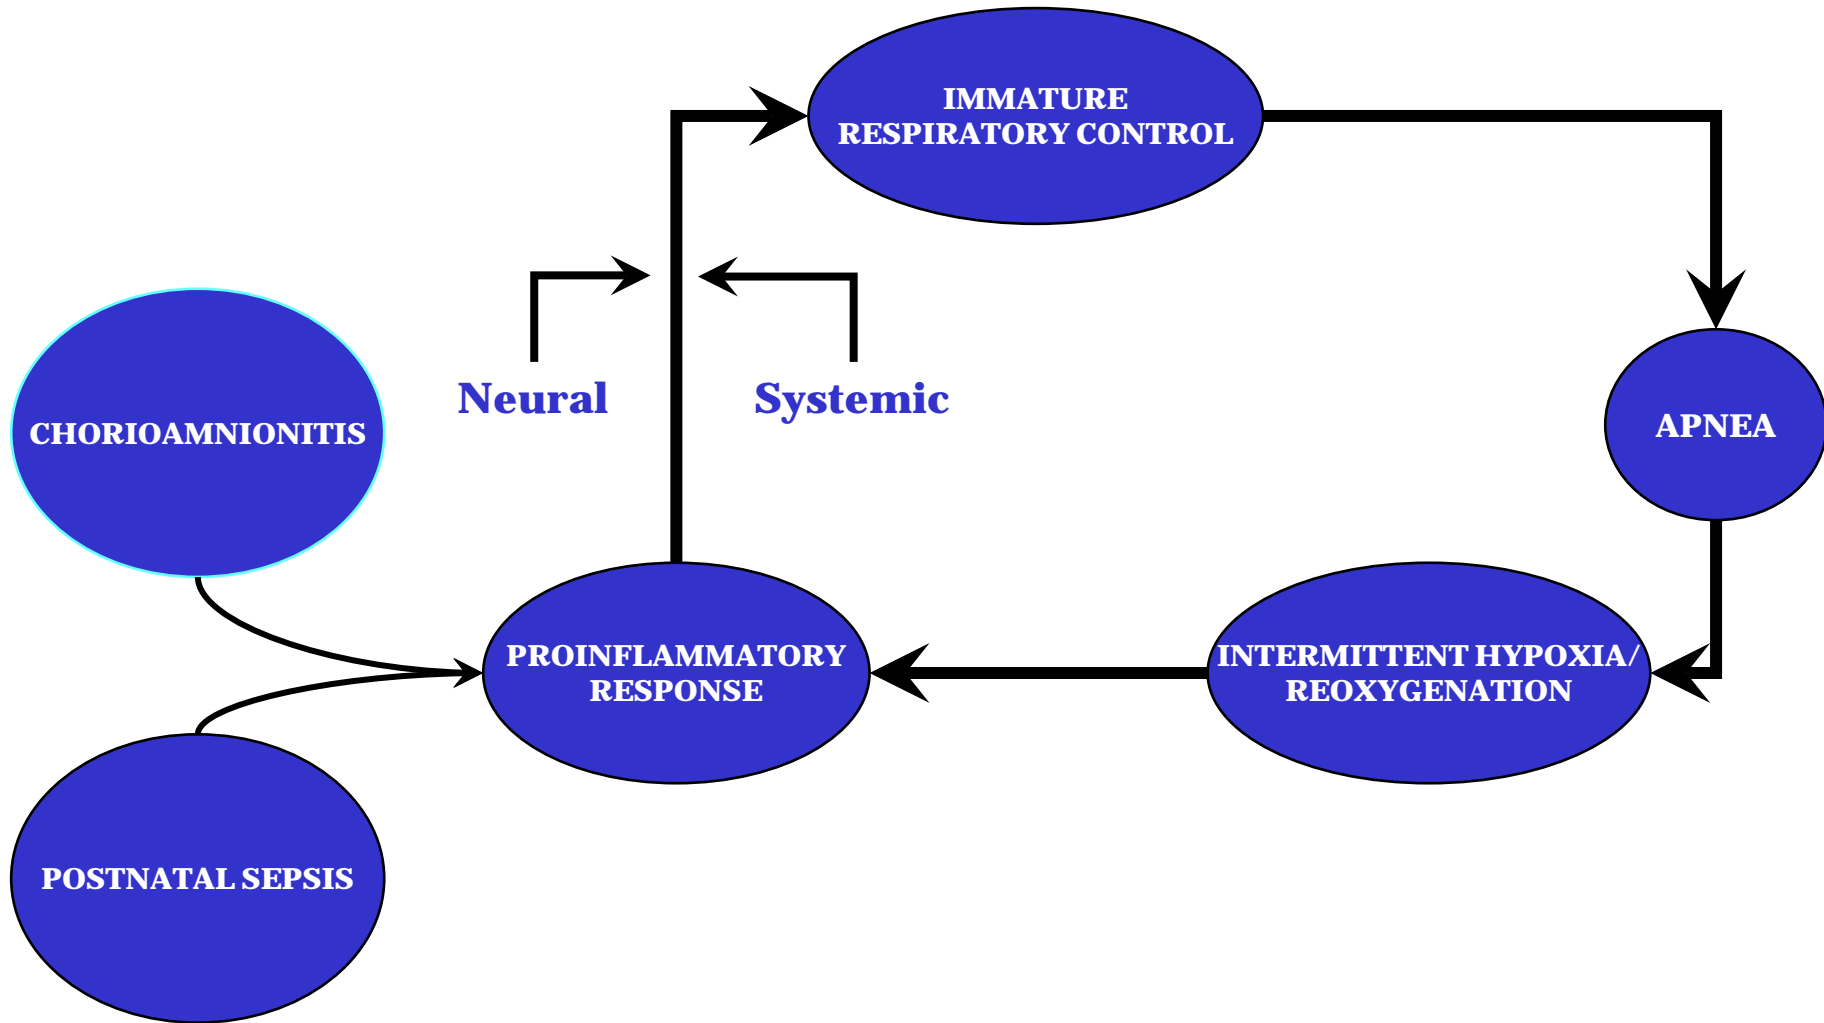 IMMATURE
RESPIRATORY CONTROL
Neural
Systemic
CHORIOAMNIONITIS
APNEA
PROINFLAMMATORY
RESPONSE
INTERMITTENT HYPOXIA/
REOXYGENATION
POSTNATAL SEPSIS